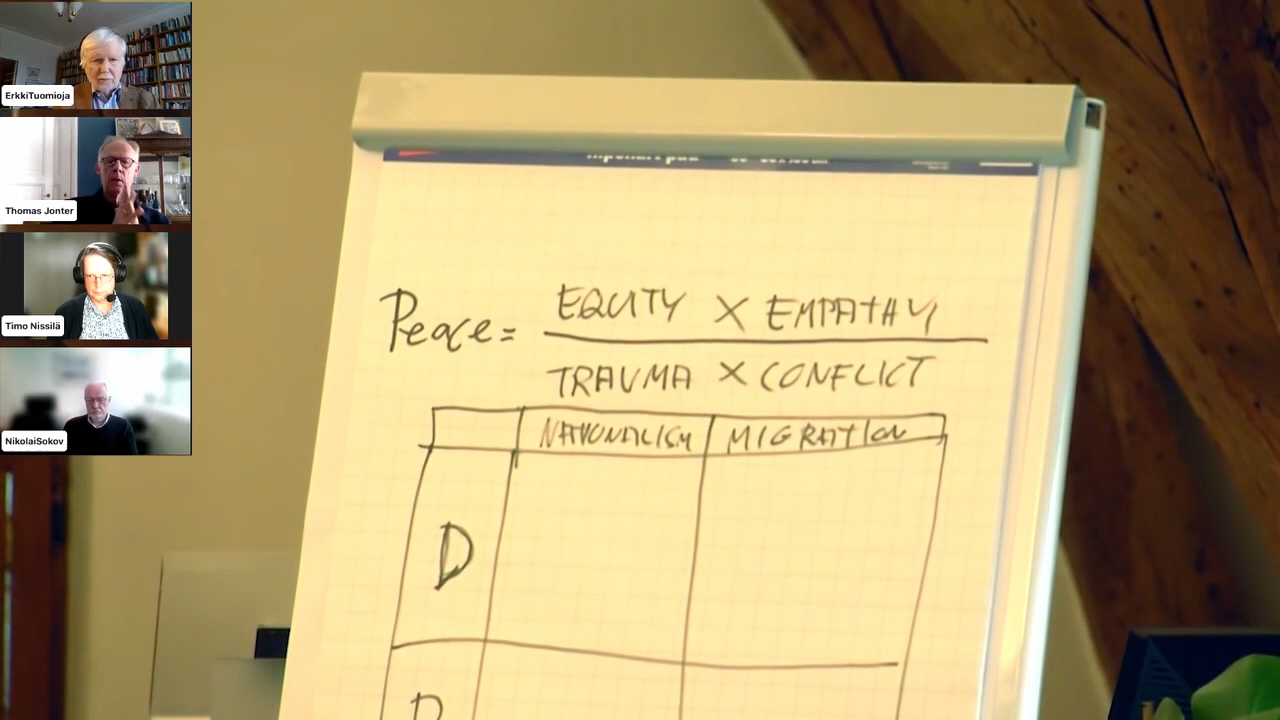 ErkkiTuomioja
Thomas Jonter
Timo Nissilä
NikolaiSokov
Peace = EQUITY X EMPATHY
TRAUMA X CONFLICT
NATIONALISM MIGRATION
D